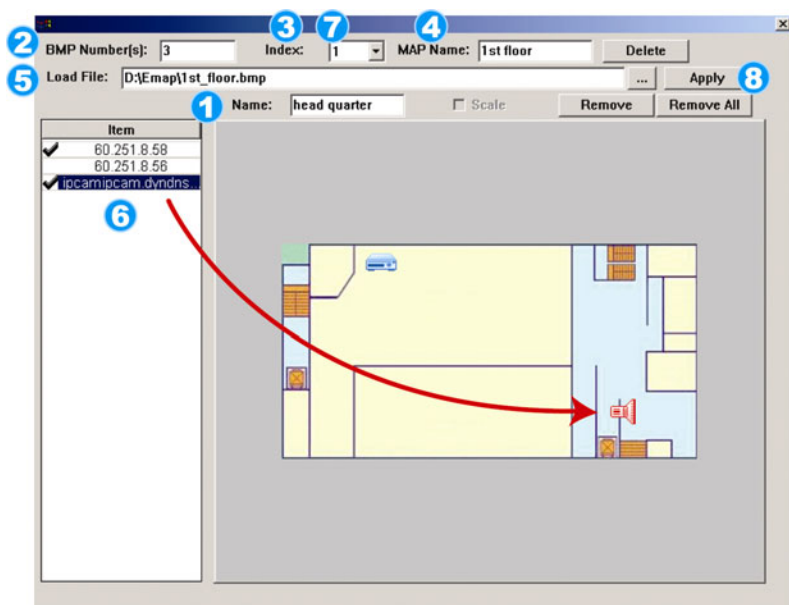 2 BMP Number(s): 3 3 Index: 7 1 4 MAP Name: 1st floor Delete
5 Load File: D:\Emap\1st_floor.bmp ... Apply 8
1 Name: head quarter Scale Remove Remove All
Item
60.251.8.58
60.251.8.56
ipcamipcam.dyndns...
6